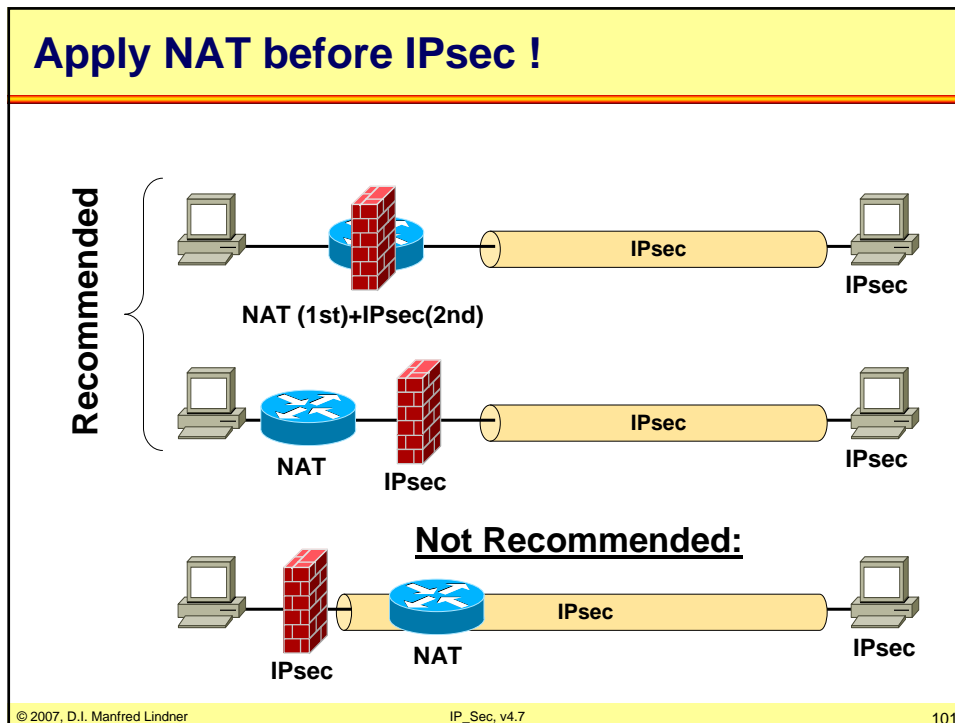 Apply NAT before IPsec !
Recommended
IPsec
IPsec
NAT (1st)+IPsec(2nd)
IPsec
NAT
IPsec
IPsec
Not Recommended:
IPsec
IPsec
NAT
IPsec
© 2007, D.I. Manfred Lindner
IP_Sec, v4.7
101